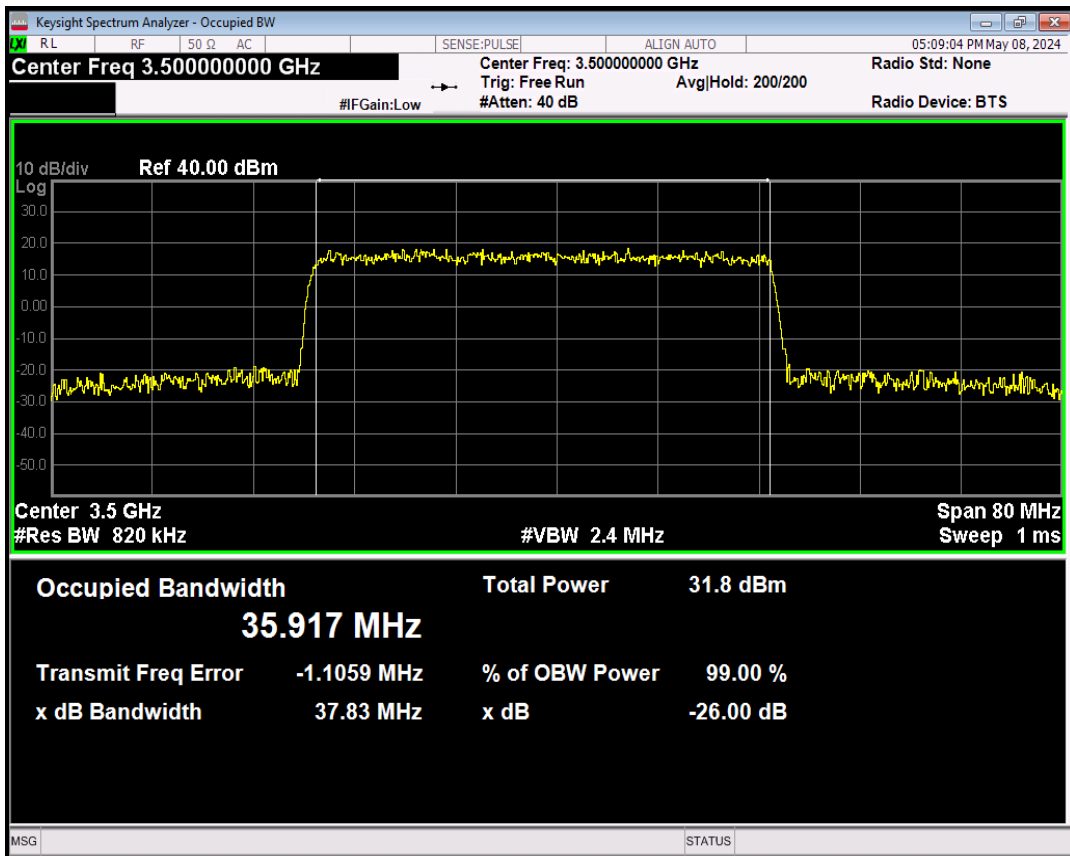 Keysight Spectrum Analyzer - Occupied BW
LXI RL RF 50 Ω AC SENSE:PULSE ALIGN AUTO 05:09:04 PM May 08, 2024
Center Freq 3.500000000 GHz Center Freq: 3.500000000 GHz Radio Std: None
Trig: Free Run Avg|Hold: 200/200
#IFGain:Low #Atten: 40 dB Radio Device: BTS
10 dB/div Ref 40.00 dBm
Log
30.0
20.0
10.0
0.00
-10.0
-20.0
-30.0
-40.0
-50.0
Center 3.5 GHz Span 80 MHz
#Res BW 820 kHz #VBW 2.4 MHz Sweep 1 ms
Occupied Bandwidth Total Power 31.8 dBm
35.917 MHz
Transmit Freq Error -1.1059 MHz % of OBW Power 99.00 %
x dB Bandwidth 37.83 MHz x dB -26.00 dB
MSG STATUS